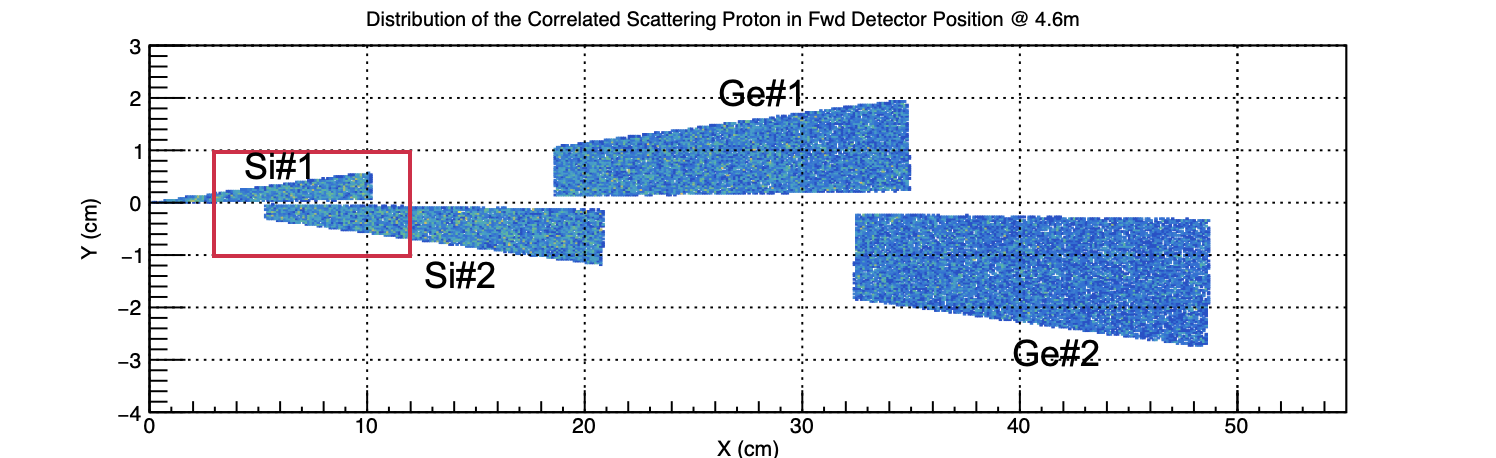 Distribution of the Correlated Scattering Proton in Fwd Detector Position @ 4.6m
3
2
1
0
−1
−2
−3
−4
Y (cm)
Ge#1
Si#1
Si#2
Ge#2
0 10 20 30 40 50
X (cm)